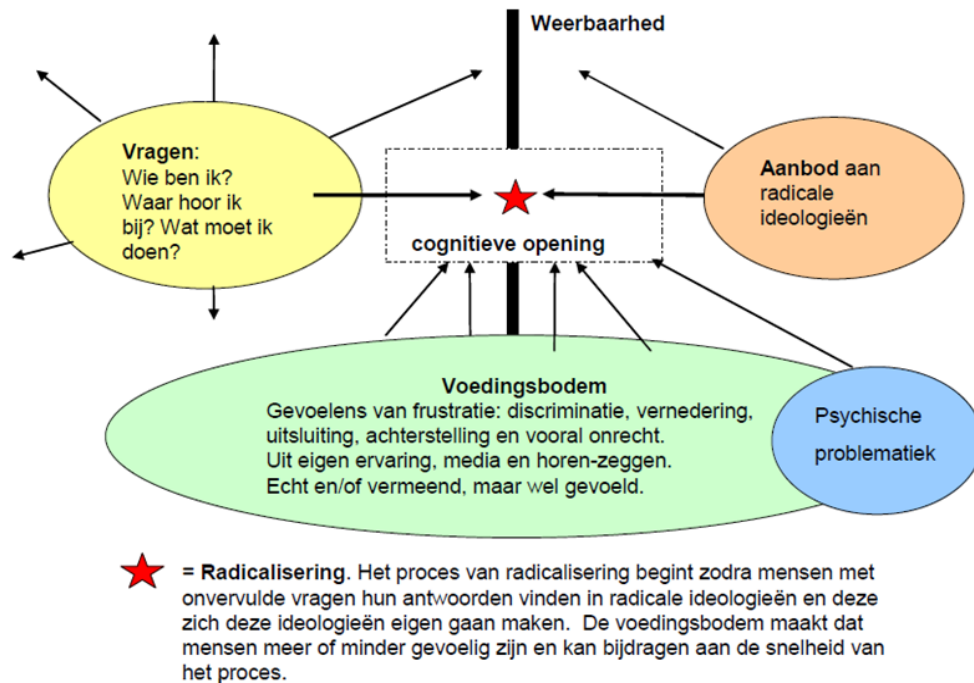 Weerbaarhed
Vragen:
Wie ben ik?
Waar hoor ik
bij? Wat moet ik
doen?
Aanbod aan
radicale
ideologieën
cognitieve opening
Voedingsbodem
Gevoelens van frustratie: discriminatie, vernedering,
uitsluiting, achterstelling en vooral onrecht.
Uit eigen ervaring, media en horen-zeggen.
Echt en/of vermeend, maar wel gevoeld.
Psychische
problematiek
= Radicalisering. Het proces van radicalisering begint zodra mensen met
onvervulde vragen hun antwoorden vinden in radicale ideologieën en deze
zich deze ideologieën eigen gaan maken. De voedingsbodem maakt dat
mensen meer of minder gevoelig zijn en kan bijdragen aan de snelheid van
het proces.